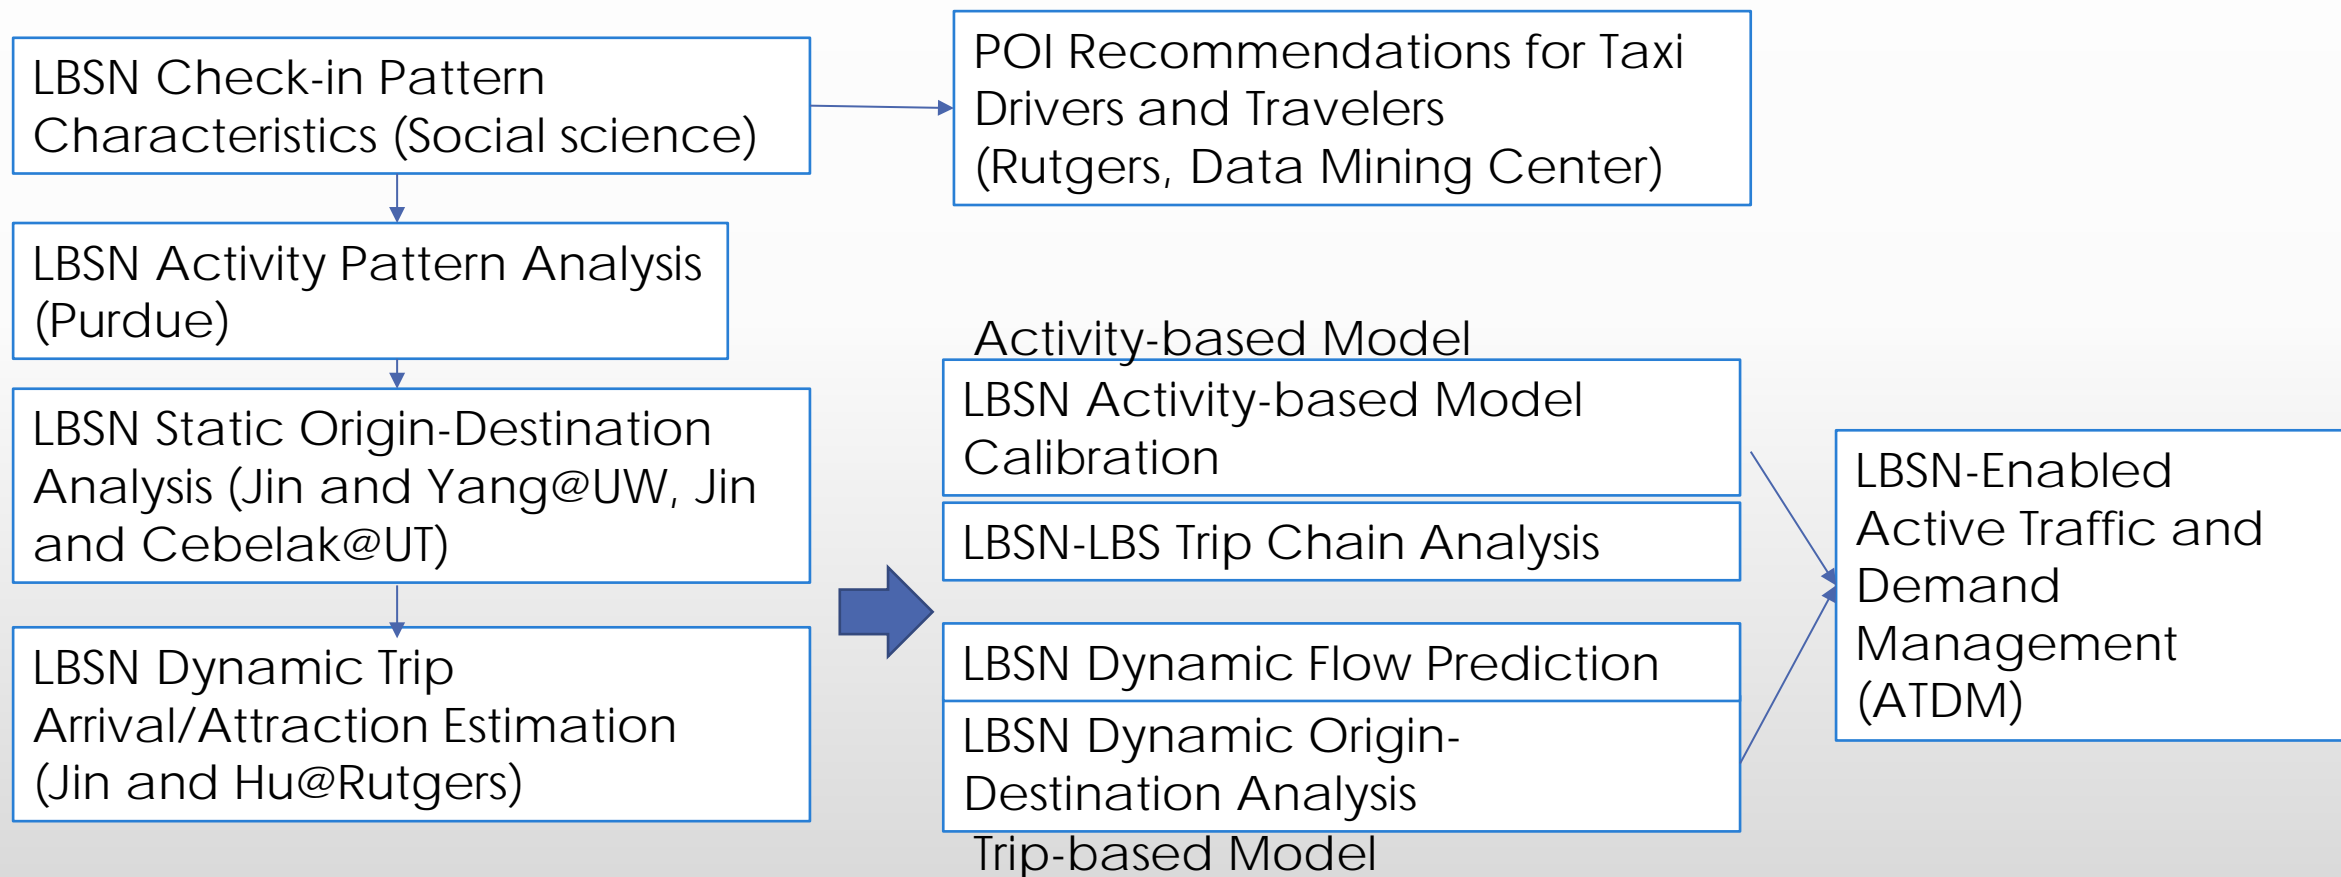 LBSN Check-in Pattern
Characteristics (Social science)
POI Recommendations for Taxi
Drivers and Travelers
(Rutgers, Data Mining Center)
LBSN Activity Pattern Analysis
(Purdue)
LBSN Static Origin-Destination
Analysis (Jin and Yang@UW, Jin
and Cebelak@UT)
LBSN Dynamic Trip
Arrival/Attraction Estimation
(Jin and Hu@Rutgers)
Activity-based Model
LBSN Activity-based Model
Calibration
LBSN-LBS Trip Chain Analysis
LBSN Dynamic Flow Prediction
LBSN Dynamic Origin-
Destination Analysis
Trip-based Model
LBSN-Enabled
Active Traffic and
Demand
Management
(ATDM)